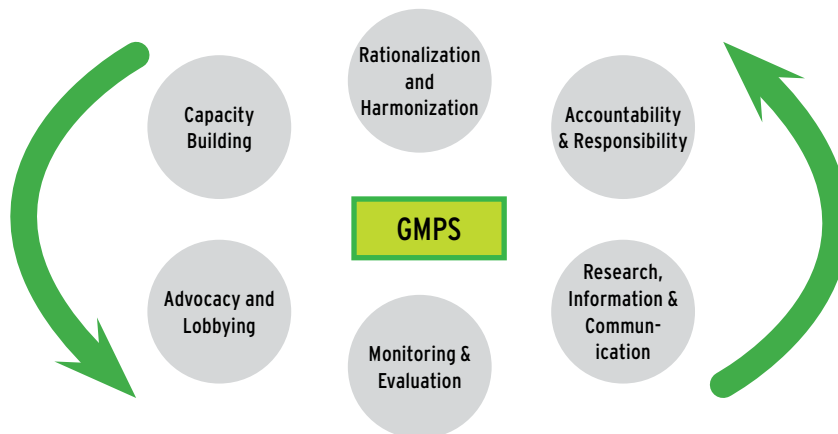 Rationalization
and
Harmonization
Capacity
Building
Accountability
& Responsibility
GMPS
Advocacy and
Lobbying
Research,
Information &
Commun-
ication
Monitoring &
Evaluation